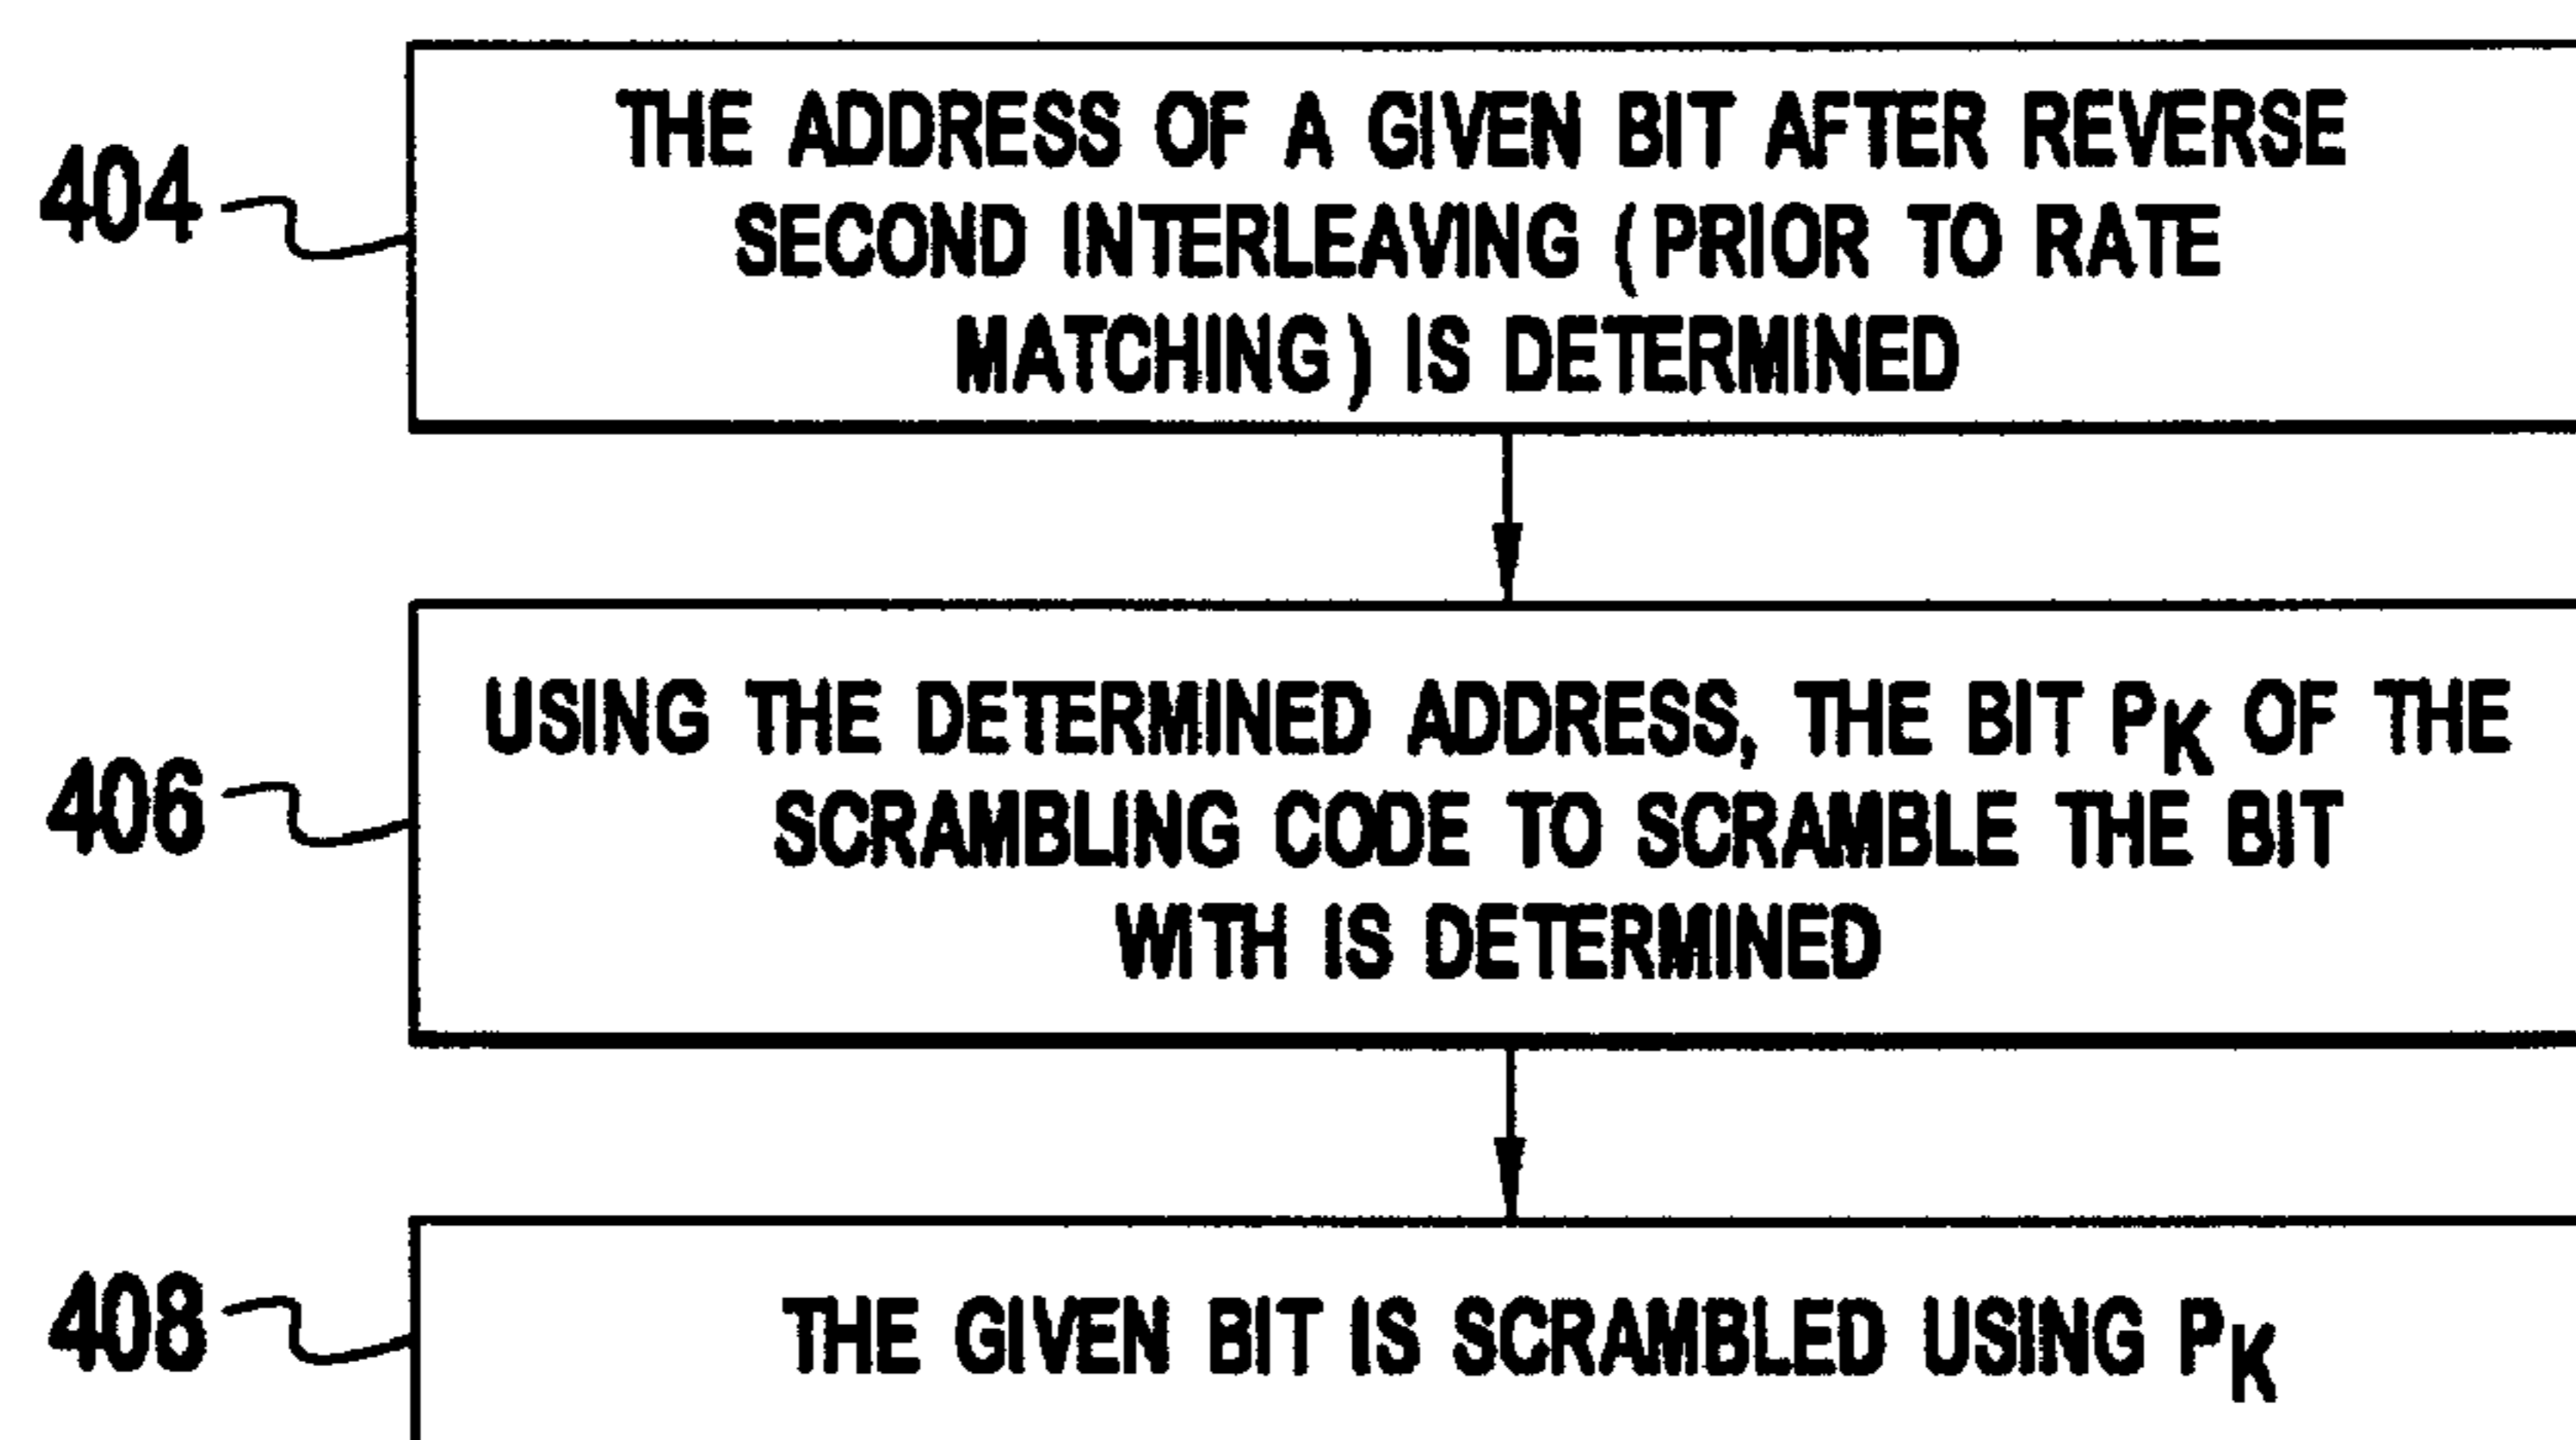 THE ADDRESS OF A GIVEN BIT AFTER REVERSE
404
SECOND INTERLEAVING (PRIOR TO RATE
MATCHING) IS DETERMINED
USING THE DETERMINED ADDRESS, THE BIT PK OF THE
406
SCRAMBLING CODE TO SCRAMBLE THE BIT
WITH IS DETERMINED
408
THE GIVEN BIT IS SCRAMBLED USING PK